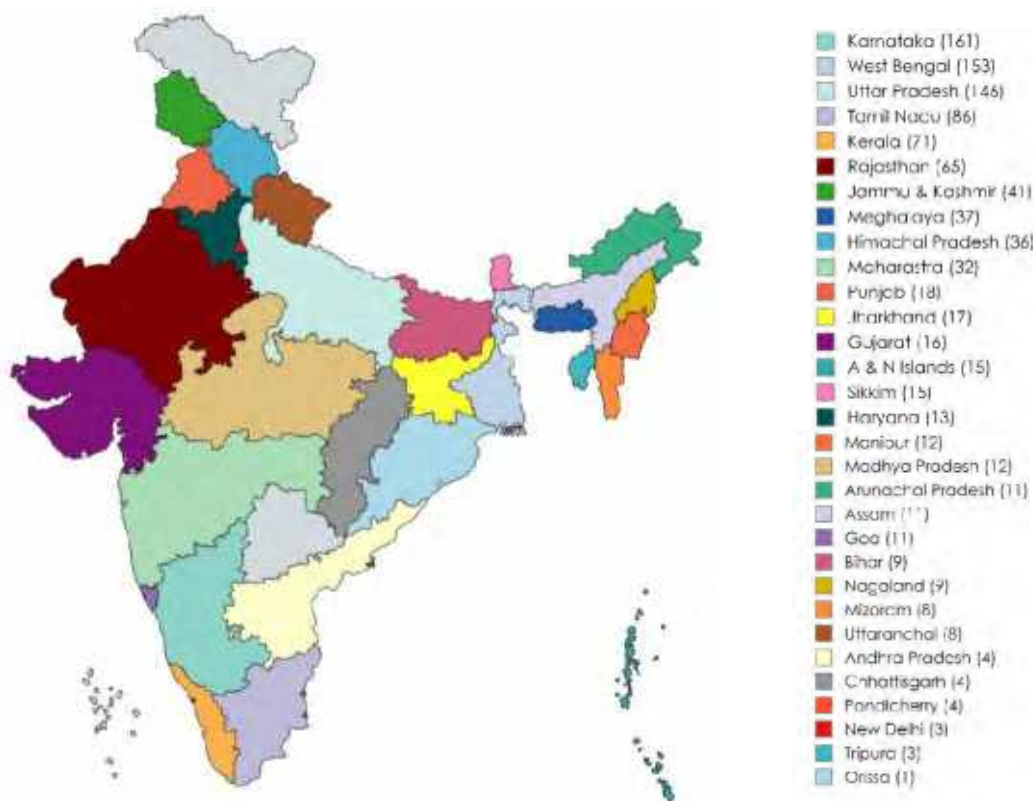 Karnataka (161)
West Bengal (153)
Uttar Pradesh (146)
Tamil Nadu (86)
Kerala (71)
Rajasthan (65)
Jammu & Kashmir (41)
Meghalaya (37)
Himachal Pradesh (36)
Maharastra (32)
Punjab (18)
Jharkhand (17)
Gujarat (16)
A & N Islands (15)
Sikkim (15)
Haryana (13)
Manipur (12)
Madhya Pradesh (12)
Arunachal Pradesh (11)
Assam (11)
Goa (11)
Bihar (9)
Nagaland (9)
Mizoram (8)
Uttaranchal (8)
Andhra Pradesh (4)
Chhattisgarh (4)
Pondicherry (4)
New Delhi (3)
Tripura (3)
Orissa (1)